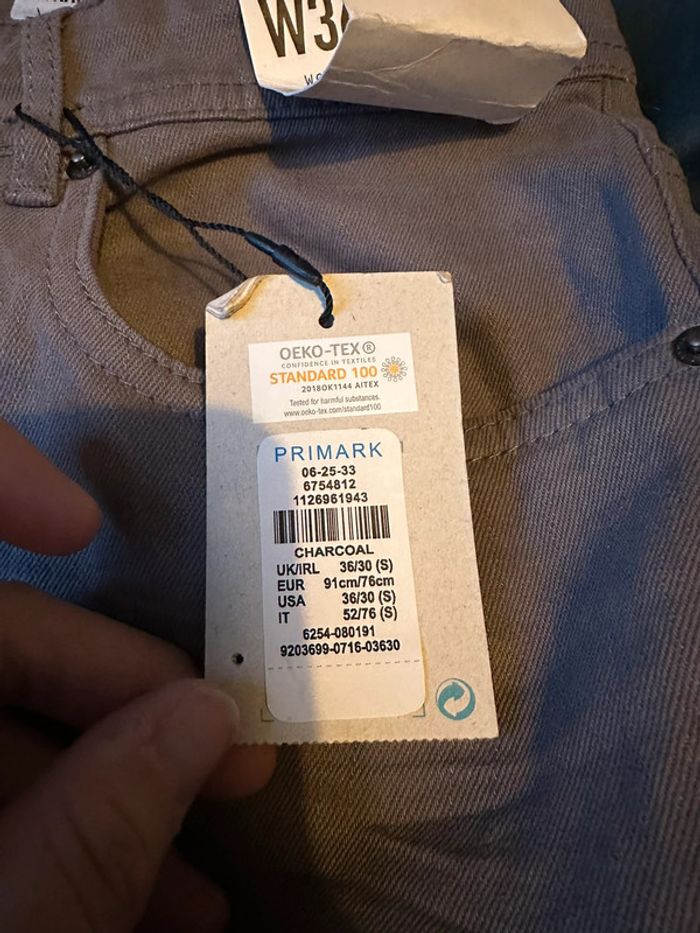 W3
OEKO-TEX®
CONFIDENCE IN TEXTILES
STANDARD 100
2018OK1144 AITEX
Tested for harmful substances.
www.oeko-tex.com/standard100
PRIMARK
06-25-33
6754812
1126961943
CHARCOAL
UK/IRL 36/30 (S)
EUR 91cm/76cm
USA 36/30 (S)
IT 52/76 (S)
6254-080191
9203699-0716-03630